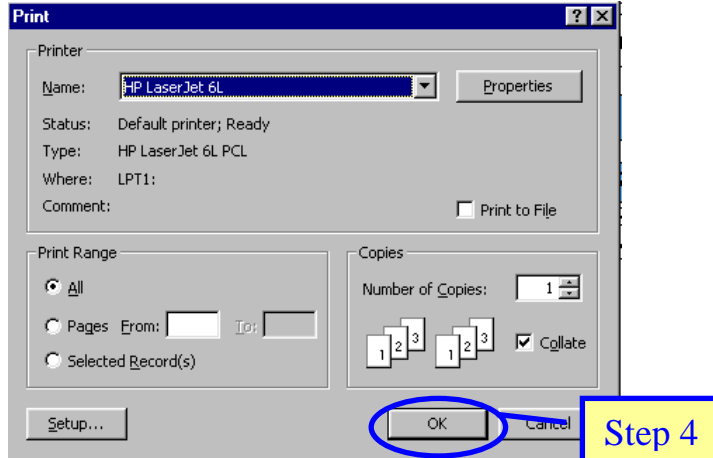 Print
Printer
Name: HP LaserJet 6L Properties
Status: Default printer; Ready
Type: HP LaserJet 6L PCL
Where: LPT1:
Comment: Print to File
Print Range
All
Pages From: To:
Selected Record(s)
Copies
Number of Copies: 1
1 2 3 1 2 3 Collate
Setup... OK Cancel
Step 4